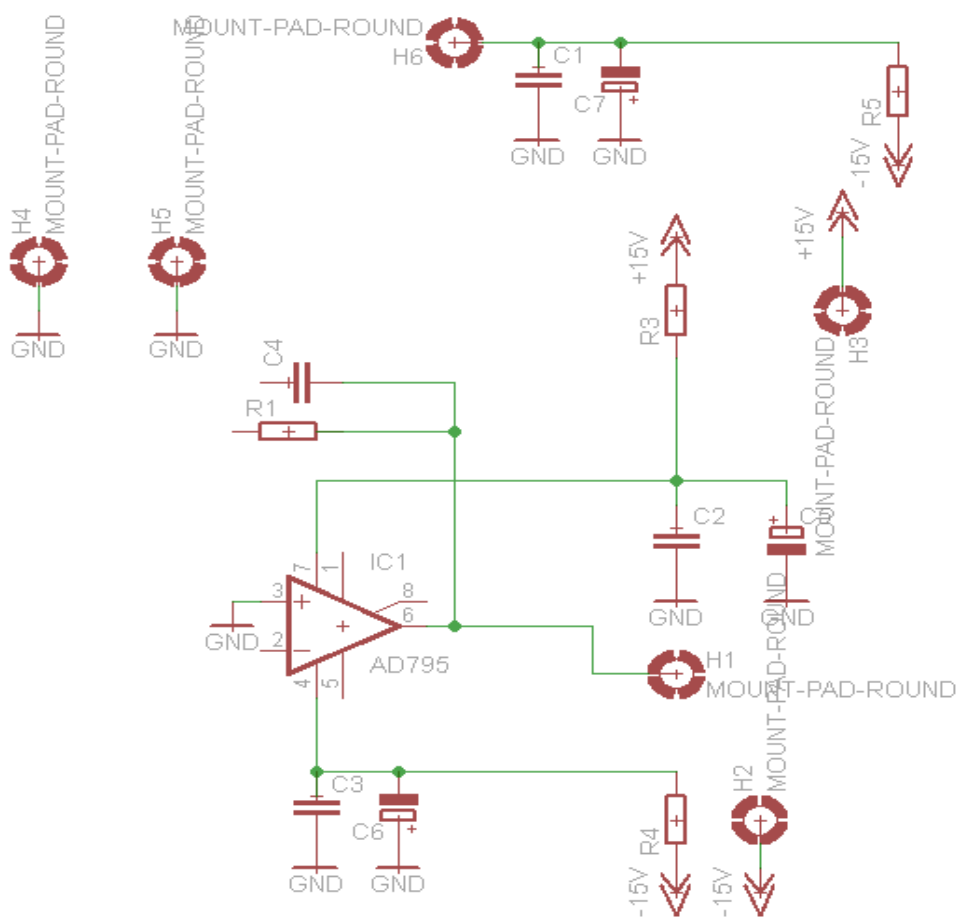 MOUNT-PAD-ROUND
H6
C1
C7
GND
GND
R5
-15V
H4
MOUNT-PAD-ROUND
GND
H5
MOUNT-PAD-ROUND
GND
+15V
R3
+15V
H3
MOUNT-PAD-ROUND
C4
R1
C2
C5
GND
GND
IC1
7
1
3
8
6
2
4
5
GND
AD795
H1
MOUNT-PAD-ROUND
H2
MOUNT-PAD-ROUND
-15V
C3
C6
GND
GND
R4
-15V